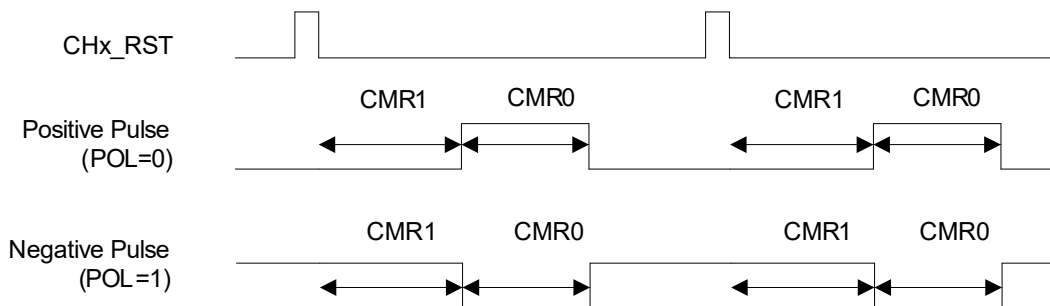 CHx_RST
CMR1
CMR0
CMR1
CMR0
Positive Pulse
(POL=0)
CMR1
CMR0
CMR1
CMR0
Negative Pulse
(POL=1)